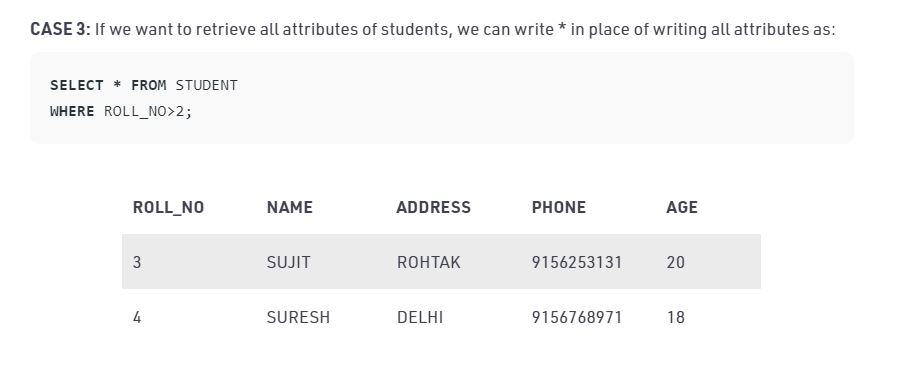 CASE 3: If we want to retrieve all attributes of students, we can write * in place of writing all attributes as:
SELECT * FROM STUDENT
WHERE ROLL_NO>2;
ROLL_NO NAME ADDRESS PHONE AGE
3 SUJIT ROHTAK 9156253131 20
4 SURESH DELHI 9156768971 18